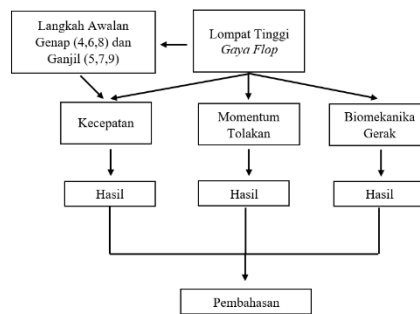 Langkah Awalan
Genap (4,6,8) dan
Ganjil (5,7,9)
Lompat Tinggi
Gaya Flop
Kecepatan
Momentum
Tolakan
Biomekanika
Gerak
Hasil
Hasil
Hasil
Pembahasan